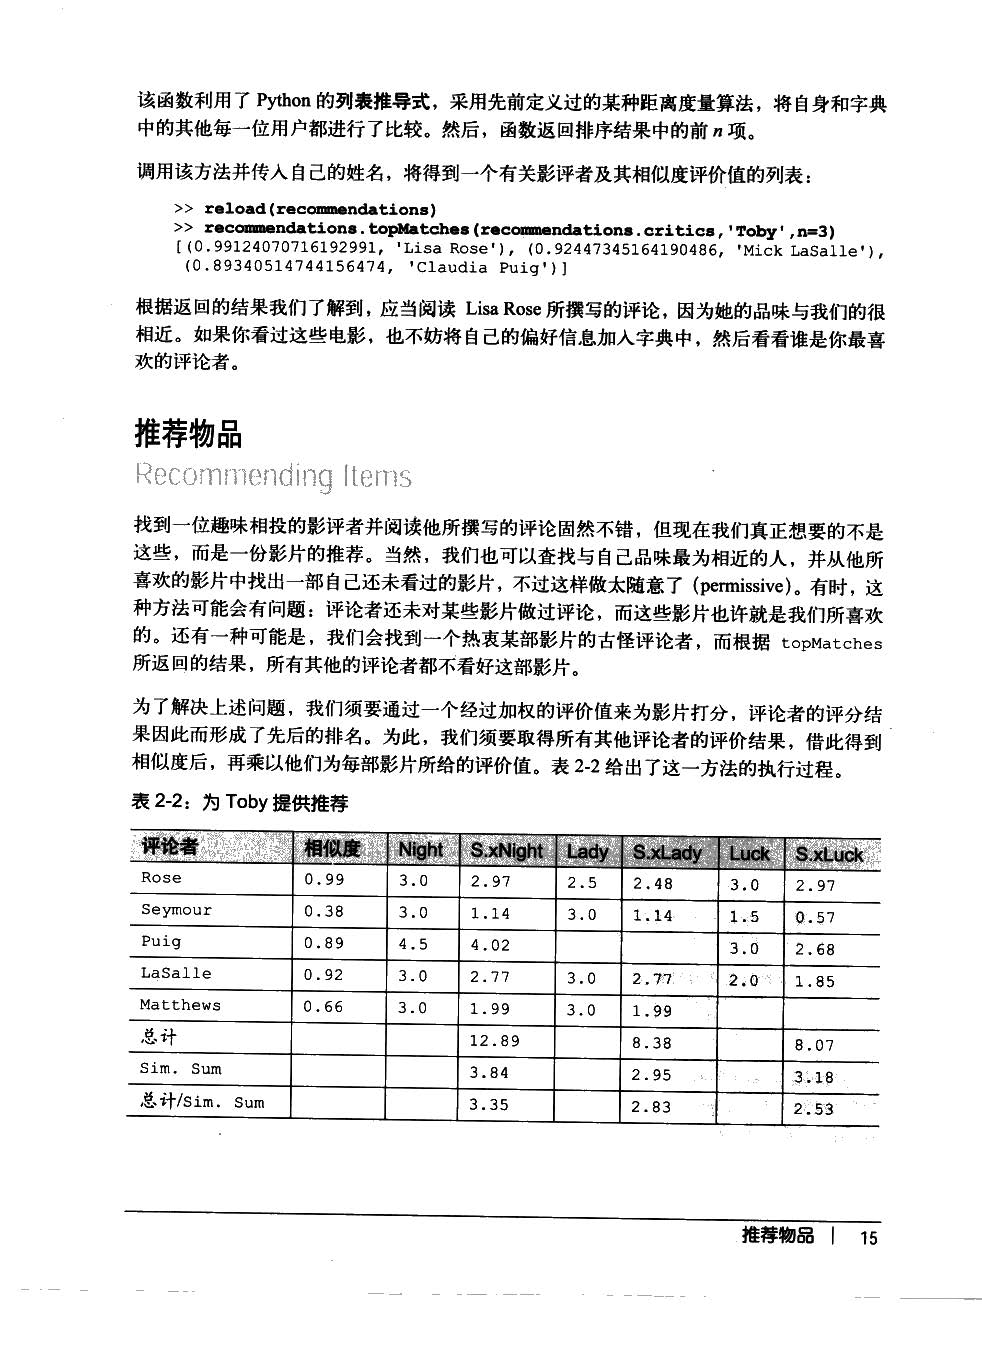 该函数利用了 Python 的列表推导式，采用先前定义过的某种距离度量算法，将自身和字典
中的其他每一位用户都进行了比较。然后，函数返回排序结果中的前 n 项。
调用该方法并传入自己的姓名，将得到一个有关影评者及其相似度评价值的列表：
>> reload(recommendations)
>> recommendations.topMatches(recommendations.critics,'Toby',n=3)
[(0.99124070716192991, 'Lisa Rose'), (0.92447345164190486, 'Mick LaSalle'),
(0.89340514744156474, 'Claudia Puig')]
根据返回的结果我们了解到，应当阅读 Lisa Rose 所撰写的评论，因为她的品味与我们的很
相近。如果你看过这些电影，也不妨将自己的偏好信息加入字典中，然后看看谁是你最喜
欢的评论者。
推荐物品
Recommending Items
找到一位趣味相投的影评者并阅读他所撰写的评论固然不错，但现在我们真正想要的不是
这些，而是一份影片的推荐。当然，我们也可以查找与自己品味最为相近的人，并从他所
喜欢的影片中找出一部自己还未看过的影片，不过这样做太随意了 (permissive)。有时，这
种方法可能会有问题：评论者还未对某些影片做过评论，而这些影片也许就是我们所喜欢
的。还有一种可能是，我们会找到一个热衷某部影片的古怪评论者，而根据 topMatches
所返回的结果，所有其他的评论者都不看好这部影片。
为了解决上述问题，我们须要通过一个经过加权的评价值来为影片打分，评论者的评分结
果因此而形成了先后的排名。为此，我们须要取得所有其他评论者的评价结果，借此得到
相似度后，再乘以他们为每部影片所给的评价值。表 2-2 给出了这一方法的执行过程。
表 2-2：为 Toby 提供推荐
评论者 相似度 Night S.xNight Lady S.xLady Luck S.xLuck
Rose 0.99 3.0 2.97 2.5 2.48 3.0 2.97
Seymour 0.38 3.0 1.14 3.0 1.14 1.5 0.57
Puig 0.89 4.5 4.02 3.0 2.68
LaSalle 0.92 3.0 2.77 3.0 2.77 2.0 1.85
Matthews 0.66 3.0 1.99 3.0 1.99
总计 12.89 8.38 8.07
Sim. Sum 3.84 2.95 3.18
总计/Sim. Sum 3.35 2.83 2.53
推荐物品 | 15